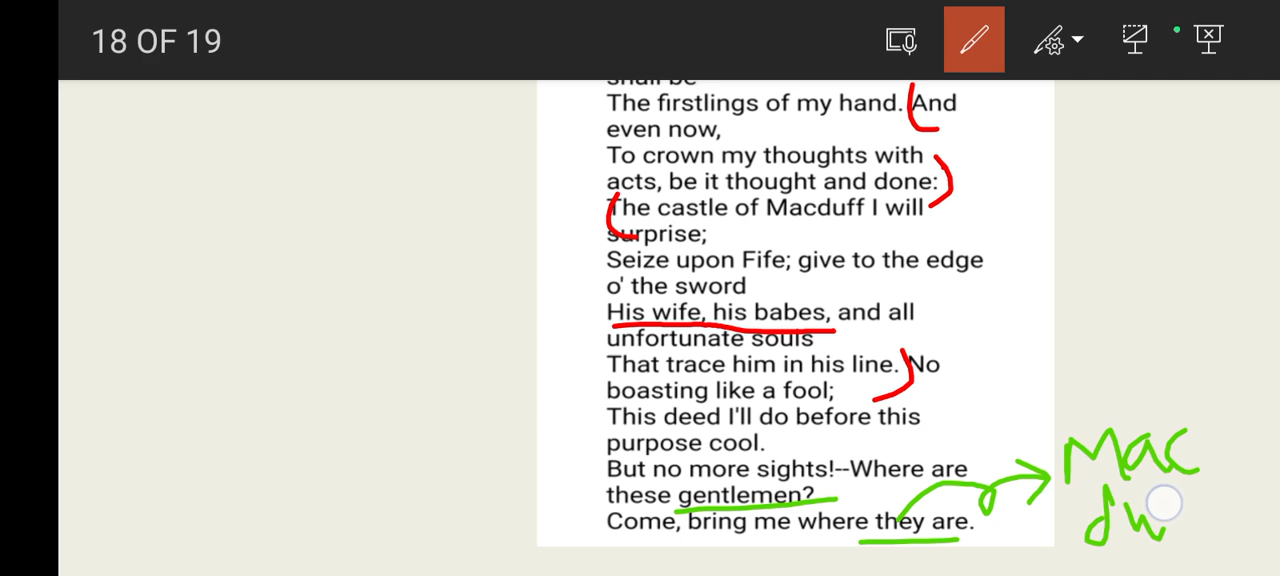 18 OF 19
shall be
The firstlings of my hand. And
even now,
To crown my thoughts with
acts, be it thought and done:
The castle of Macduff I will
surprise;
Seize upon Fife; give to the edge
o' the sword
His wife, his babes, and all
unfortunate souls
That trace him in his line. No
boasting like a fool;
This deed I'll do before this
purpose cool.
But no more sights!--Where are
these gentlemen?
Come, bring me where they are.
Mac
du